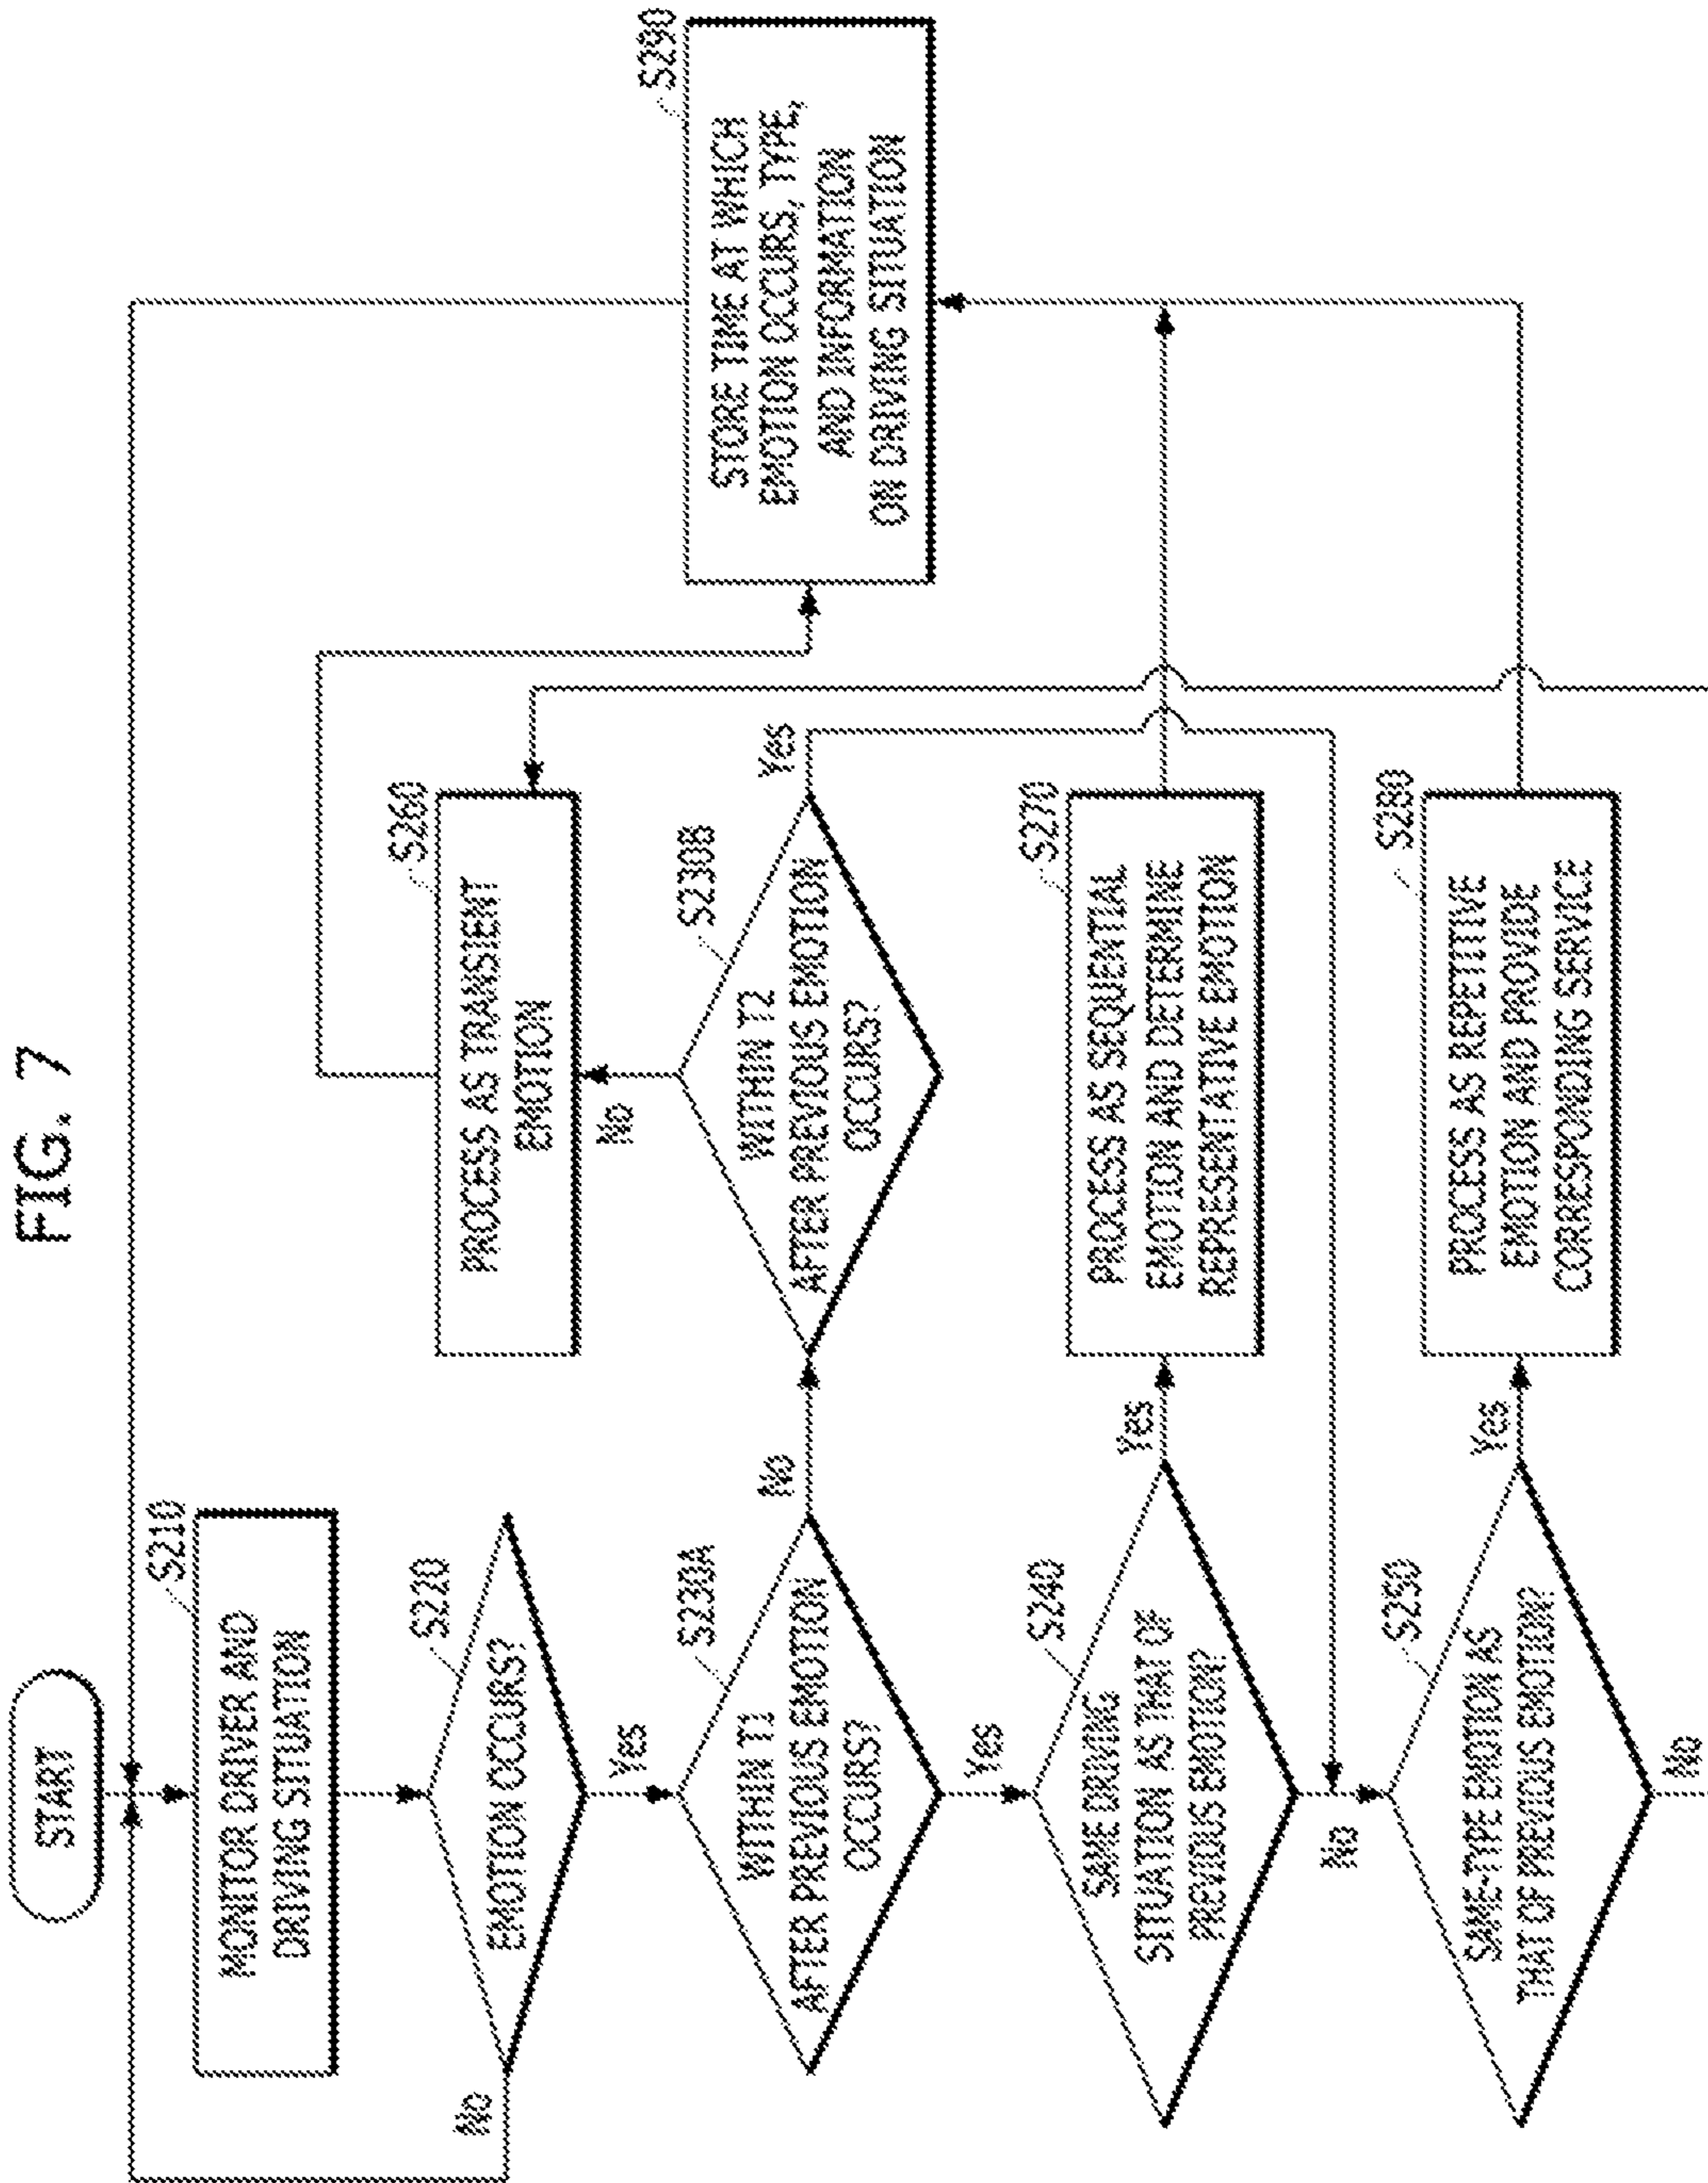 FIG. 7
START
S210
MONITOR DRIVER AND
DRIVING SITUATION
S220
EMOTION OCCURS?
No
Yes
S230A
WITHIN T1
AFTER PREVIOUS EMOTION
OCCURS?
No
Yes
S240
SAME DRIVING
SITUATION AS THAT OF
PREVIOUS EMOTION?
Yes
No
S250
SAME-TYPE EMOTION AS
THAT OF PREVIOUS EMOTION?
Yes
No
S260
PROCESS AS TRANSIENT
EMOTION
No
S230B
WITHIN T2
AFTER PREVIOUS EMOTION
OCCURS?
Yes
S270
PROCESS AS SEQUENTIAL
EMOTION AND DETERMINE
REPRESENTATIVE EMOTION
S280
PROCESS AS REPETITIVE
EMOTION AND PROVIDE
CORRESPONDING SERVICE
S290
STORE TIME AT WHICH
EMOTION OCCURS, TYPE,
AND INFORMATION
ON DRIVING SITUATION